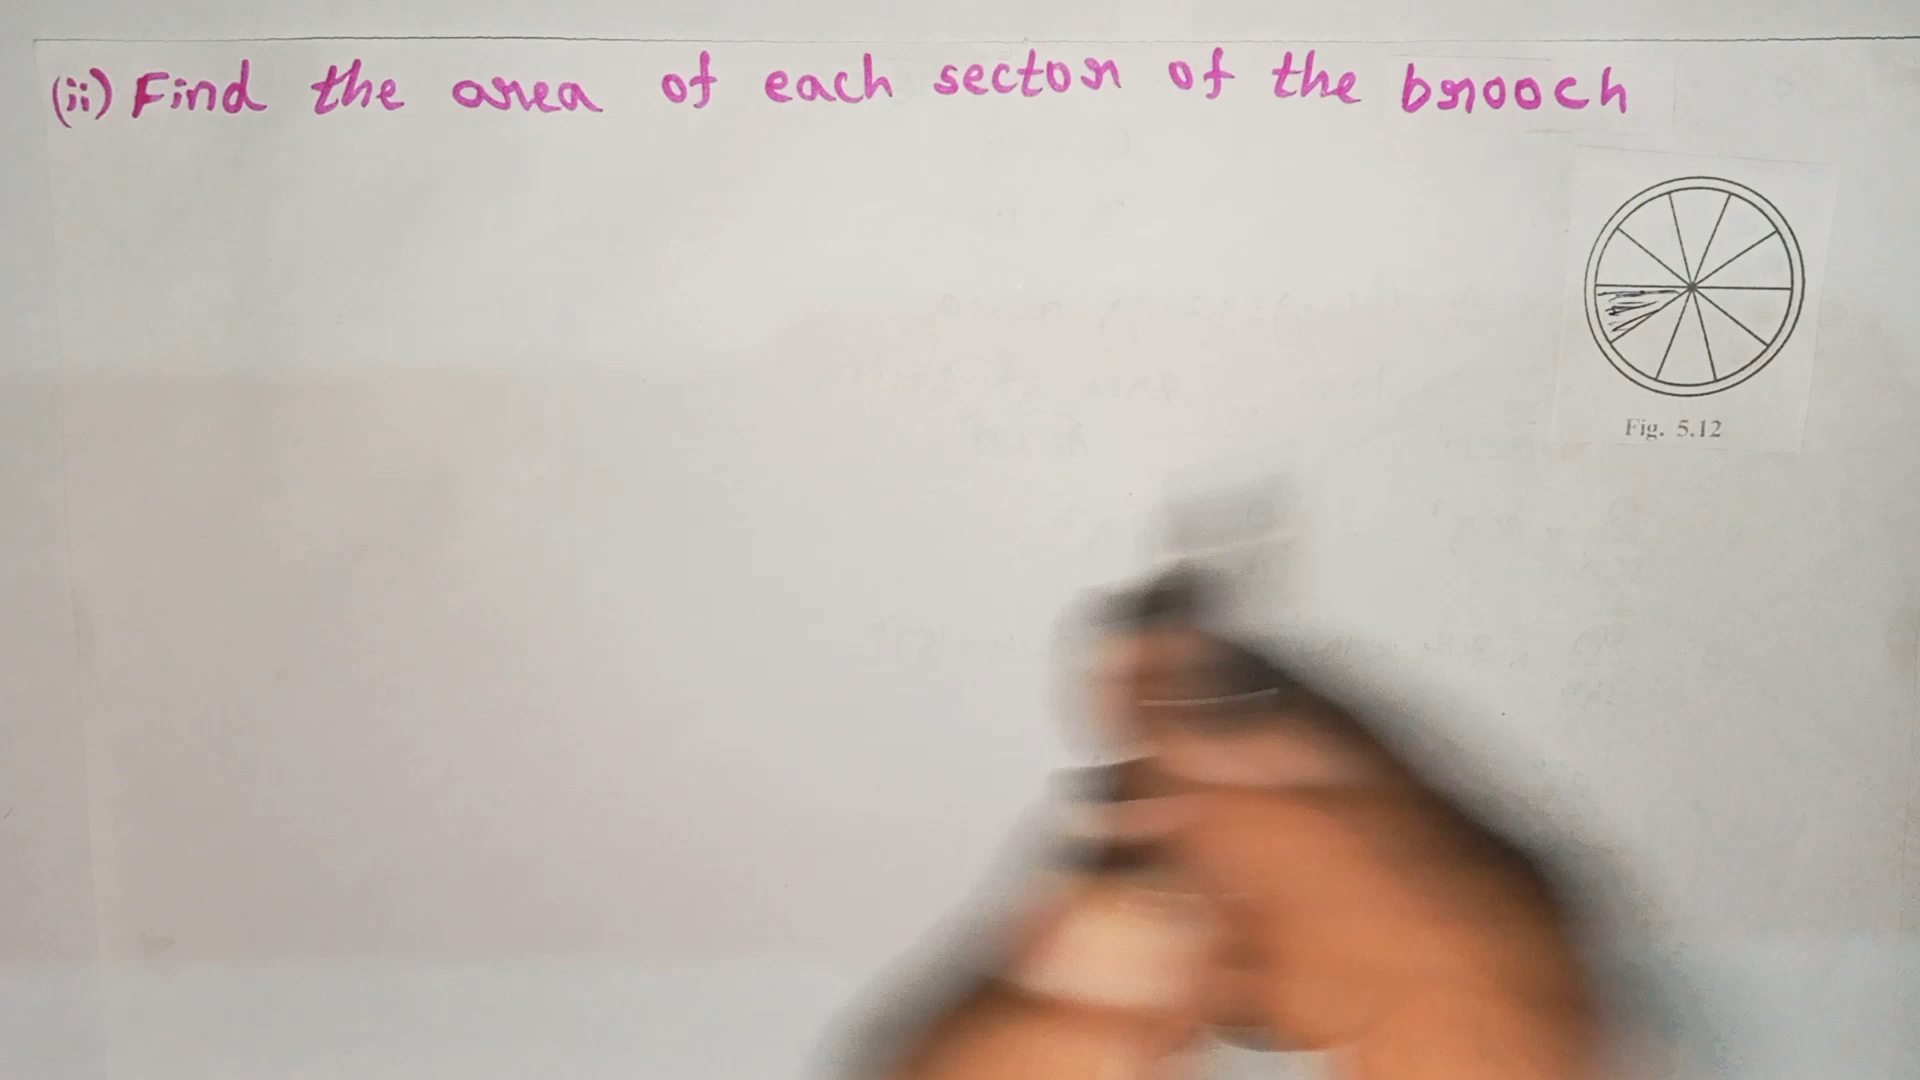 (ii) Find the area of each sector of the brooch
Fig. 5.12